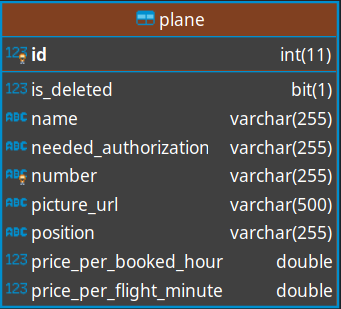 plane
123 id int(11)
123 is_deleted bit(1)
ABC name varchar(255)
ABC needed_authorization varchar(255)
ABC number varchar(255)
ABC picture_url varchar(500)
ABC position varchar(255)
123 price_per_booked_hour double
123 price_per_flight_minute double